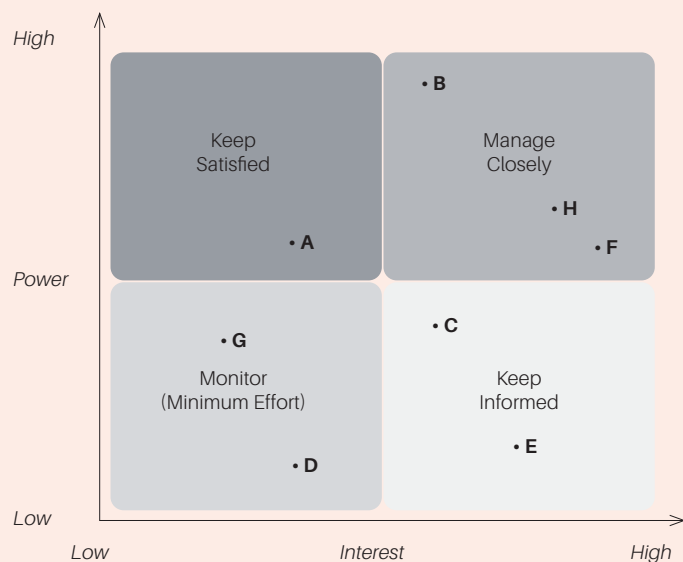 High
B
Keep
Satisfied
Manage
Closely
H
A
F
Power
C
G
Monitor
(Minimum Effort)
Keep
Informed
E
D
Low
Low
Interest
High